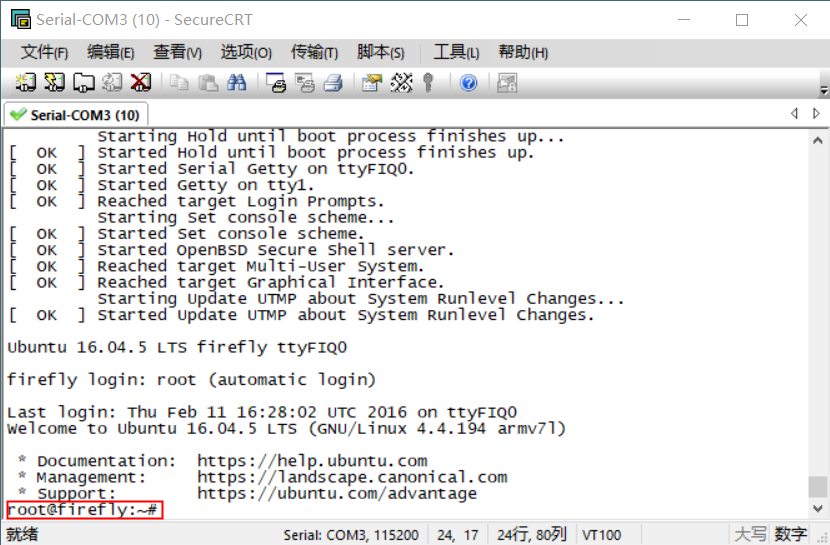 Serial-COM3 (10) - SecureCRT
文件(F) 编辑(E) 查看(V) 选项(O) 传输(T) 脚本(S) 工具(L) 帮助(H)
Serial-COM3 (10)
Starting Hold until boot process finishes up...
[  OK  ] Started Hold until boot process finishes up.
[  OK  ] Started Serial Getty on ttyFIQ0.
[  OK  ] Started Getty on tty1.
[  OK  ] Reached target Login Prompts.
Starting Set console scheme...
[  OK  ] Started Set console scheme.
[  OK  ] Started OpenBSD Secure Shell server.
[  OK  ] Reached target Multi-User System.
[  OK  ] Reached target Graphical Interface.
Starting Update UTMP about System Runlevel Changes...
[  OK  ] Started Update UTMP about System Runlevel Changes.
Ubuntu 16.04.5 LTS firefly ttyFIQ0
firefly login: root (automatic login)
Last login: Thu Feb 11 16:28:02 UTC 2016 on ttyFIQ0
Welcome to Ubuntu 16.04.5 LTS (GNU/Linux 4.4.194 armv7l)
* Documentation:  https://help.ubuntu.com
* Management:     https://landscape.canonical.com
* Support:        https://ubuntu.com/advantage
root@firefly:~#
就绪 Serial: COM3, 115200 24, 17 24行, 80列 VT100 大写 数字